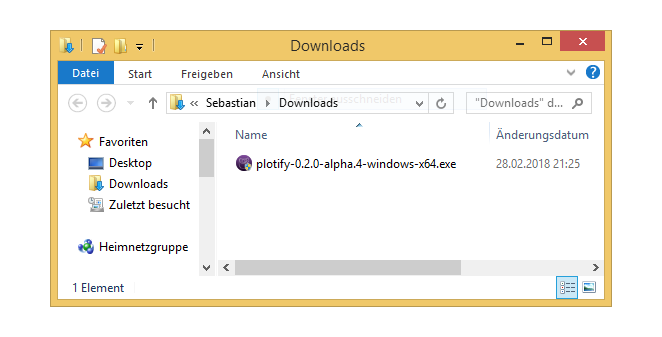 Downloads
Datei Start Freigeben Ansicht
« Sebastian Downloads "Downloads" d...
Favoriten
Desktop
Downloads
Zuletzt besucht
Heimnetzgruppe
Name Änderungsdatum
plotify-0.2.0-alpha.4-windows-x64.exe 28.02.2018 21:25
1 Element